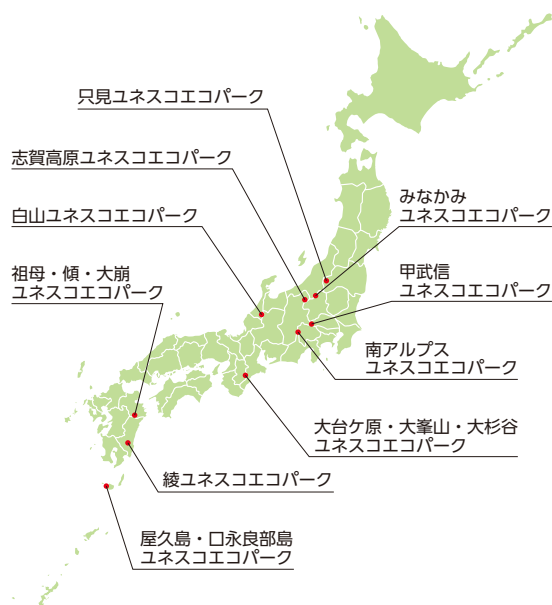 只見ユネスコエコパーク
志賀高原ユネスコエコパーク
白山ユネスコエコパーク
祖母・傾・大崩
ユネスコエコパーク
みなかみ
ユネスコエコパーク
甲武信
ユネスコエコパーク
南アルプス
ユネスコエコパーク
大台ケ原・大峯山・大杉谷
ユネスコエコパーク
綾ユネスコエコパーク
屋久島・口永良部島
ユネスコエコパーク